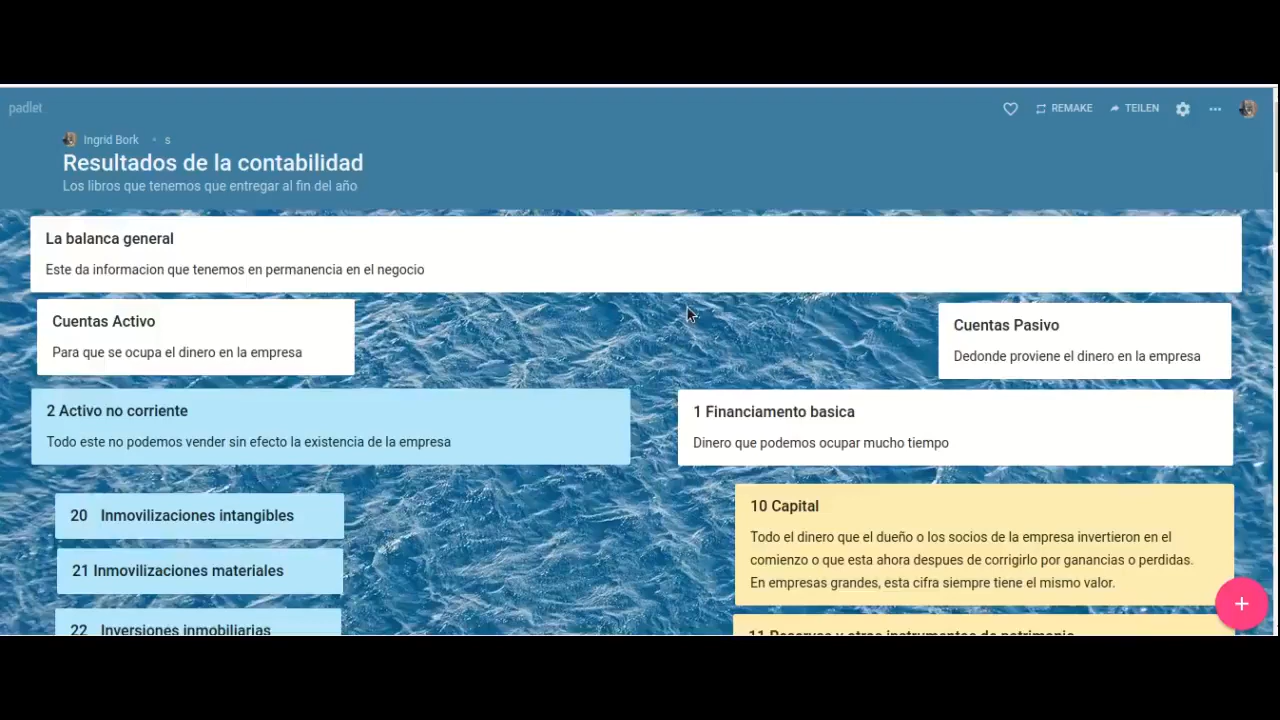 padlet
REMAKE
TEILEN
Ingrid Bork
s
Resultados de la contabilidad
Los libros que tenemos que entregar al fin del año
La balanca general
Este da informacion que tenemos en permanencia en el negocio
Cuentas Activo
Para que se ocupa el dinero en la empresa
Cuentas Pasivo
Dedonde proviene el dinero en la empresa
2 Activo no corriente
Todo este no podemos vender sin efecto la existencia de la empresa
1 Financiamento basica
Dinero que podemos ocupar mucho tiempo
20 Inmovilizaciones intangibles
21 Inmovilizaciones materiales
22 Inversiones inmobiliarias
10 Capital
Todo el dinero que el dueño o los socios de la empresa invertieron en el
comienzo o que esta ahora despues de corrigirlo por ganancias o perdidas.
En empresas grandes, esta cifra siempre tiene el mismo valor.
11 Reservas y otros instrumentos de patrimonio